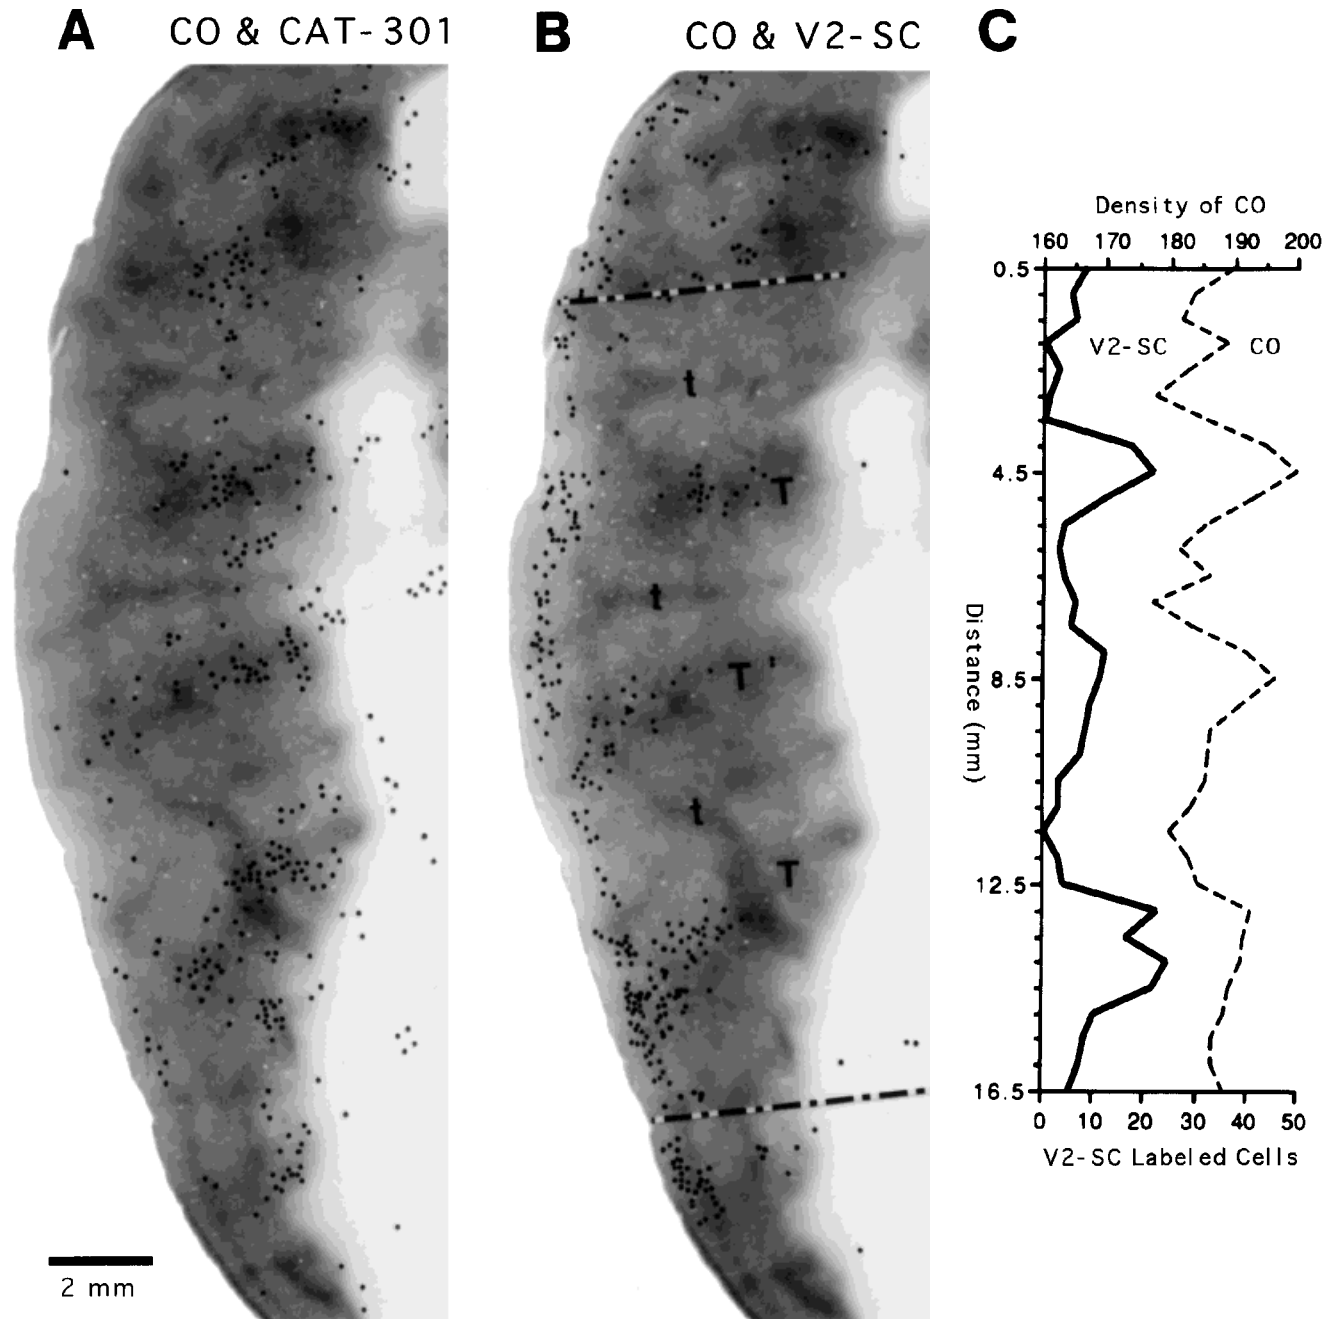 A CO & CAT-301
B CO & V2-SC
C
Density of CO
160 170 180 190 200
0.5
V2-SC CO
4.5
8.5
12.5
16.5
Distance (mm)
0 10 20 30 40 50
V2-SC Labeled Cells
t
T
t
T
t
T
2 mm